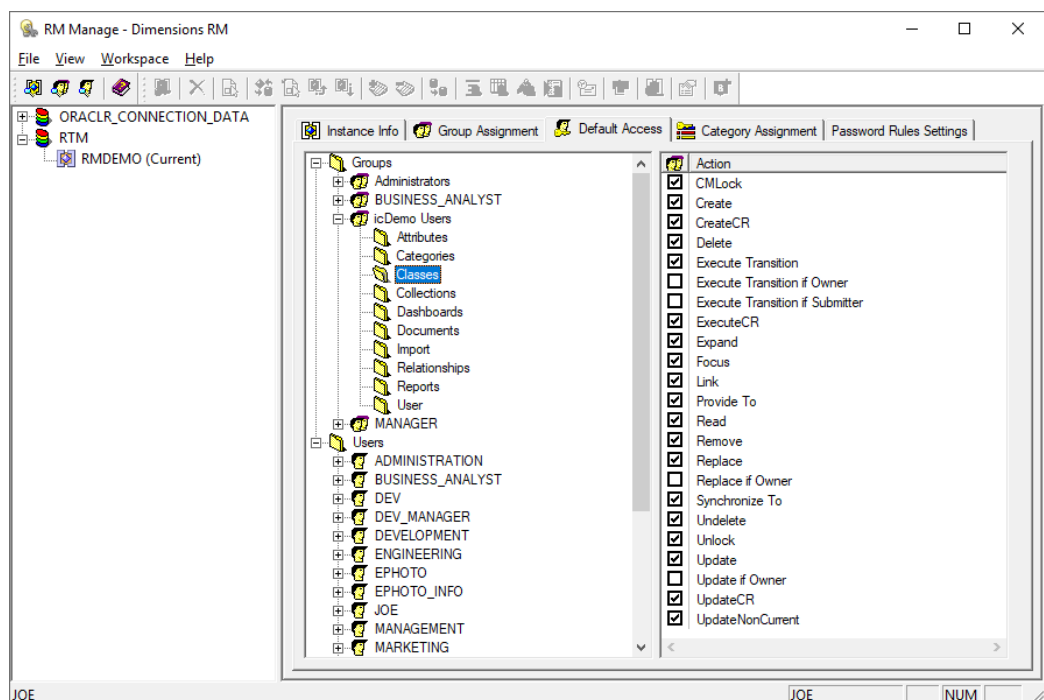 RM Manage - Dimensions RM
File View Workspace Help
ORACLR_CONNECTION_DATA
RTM
RMDEMO (Current)
Instance Info Group Assignment Default Access Category Assignment Password Rules Settings
Groups
Administrators
BUSINESS_ANALYST
icDemo Users
Attributes
Categories
Classes
Collections
Dashboards
Documents
Import
Relationships
Reports
User
MANAGER
Users
ADMINISTRATION
BUSINESS_ANALYST
DEV
DEV_MANAGER
DEVELOPMENT
ENGINEERING
EPHOTO
EPHOTO_INFO
JOE
MANAGEMENT
MARKETING
Action
CMLock
Create
CreateCR
Delete
Execute Transition
Execute Transition if Owner
Execute Transition if Submitter
ExecuteCR
Expand
Focus
Link
Provide To
Read
Remove
Replace
Replace if Owner
Synchronize To
Undelete
Unlock
Update
Update if Owner
UpdateCR
UpdateNonCurrent
JOE JOE NUM